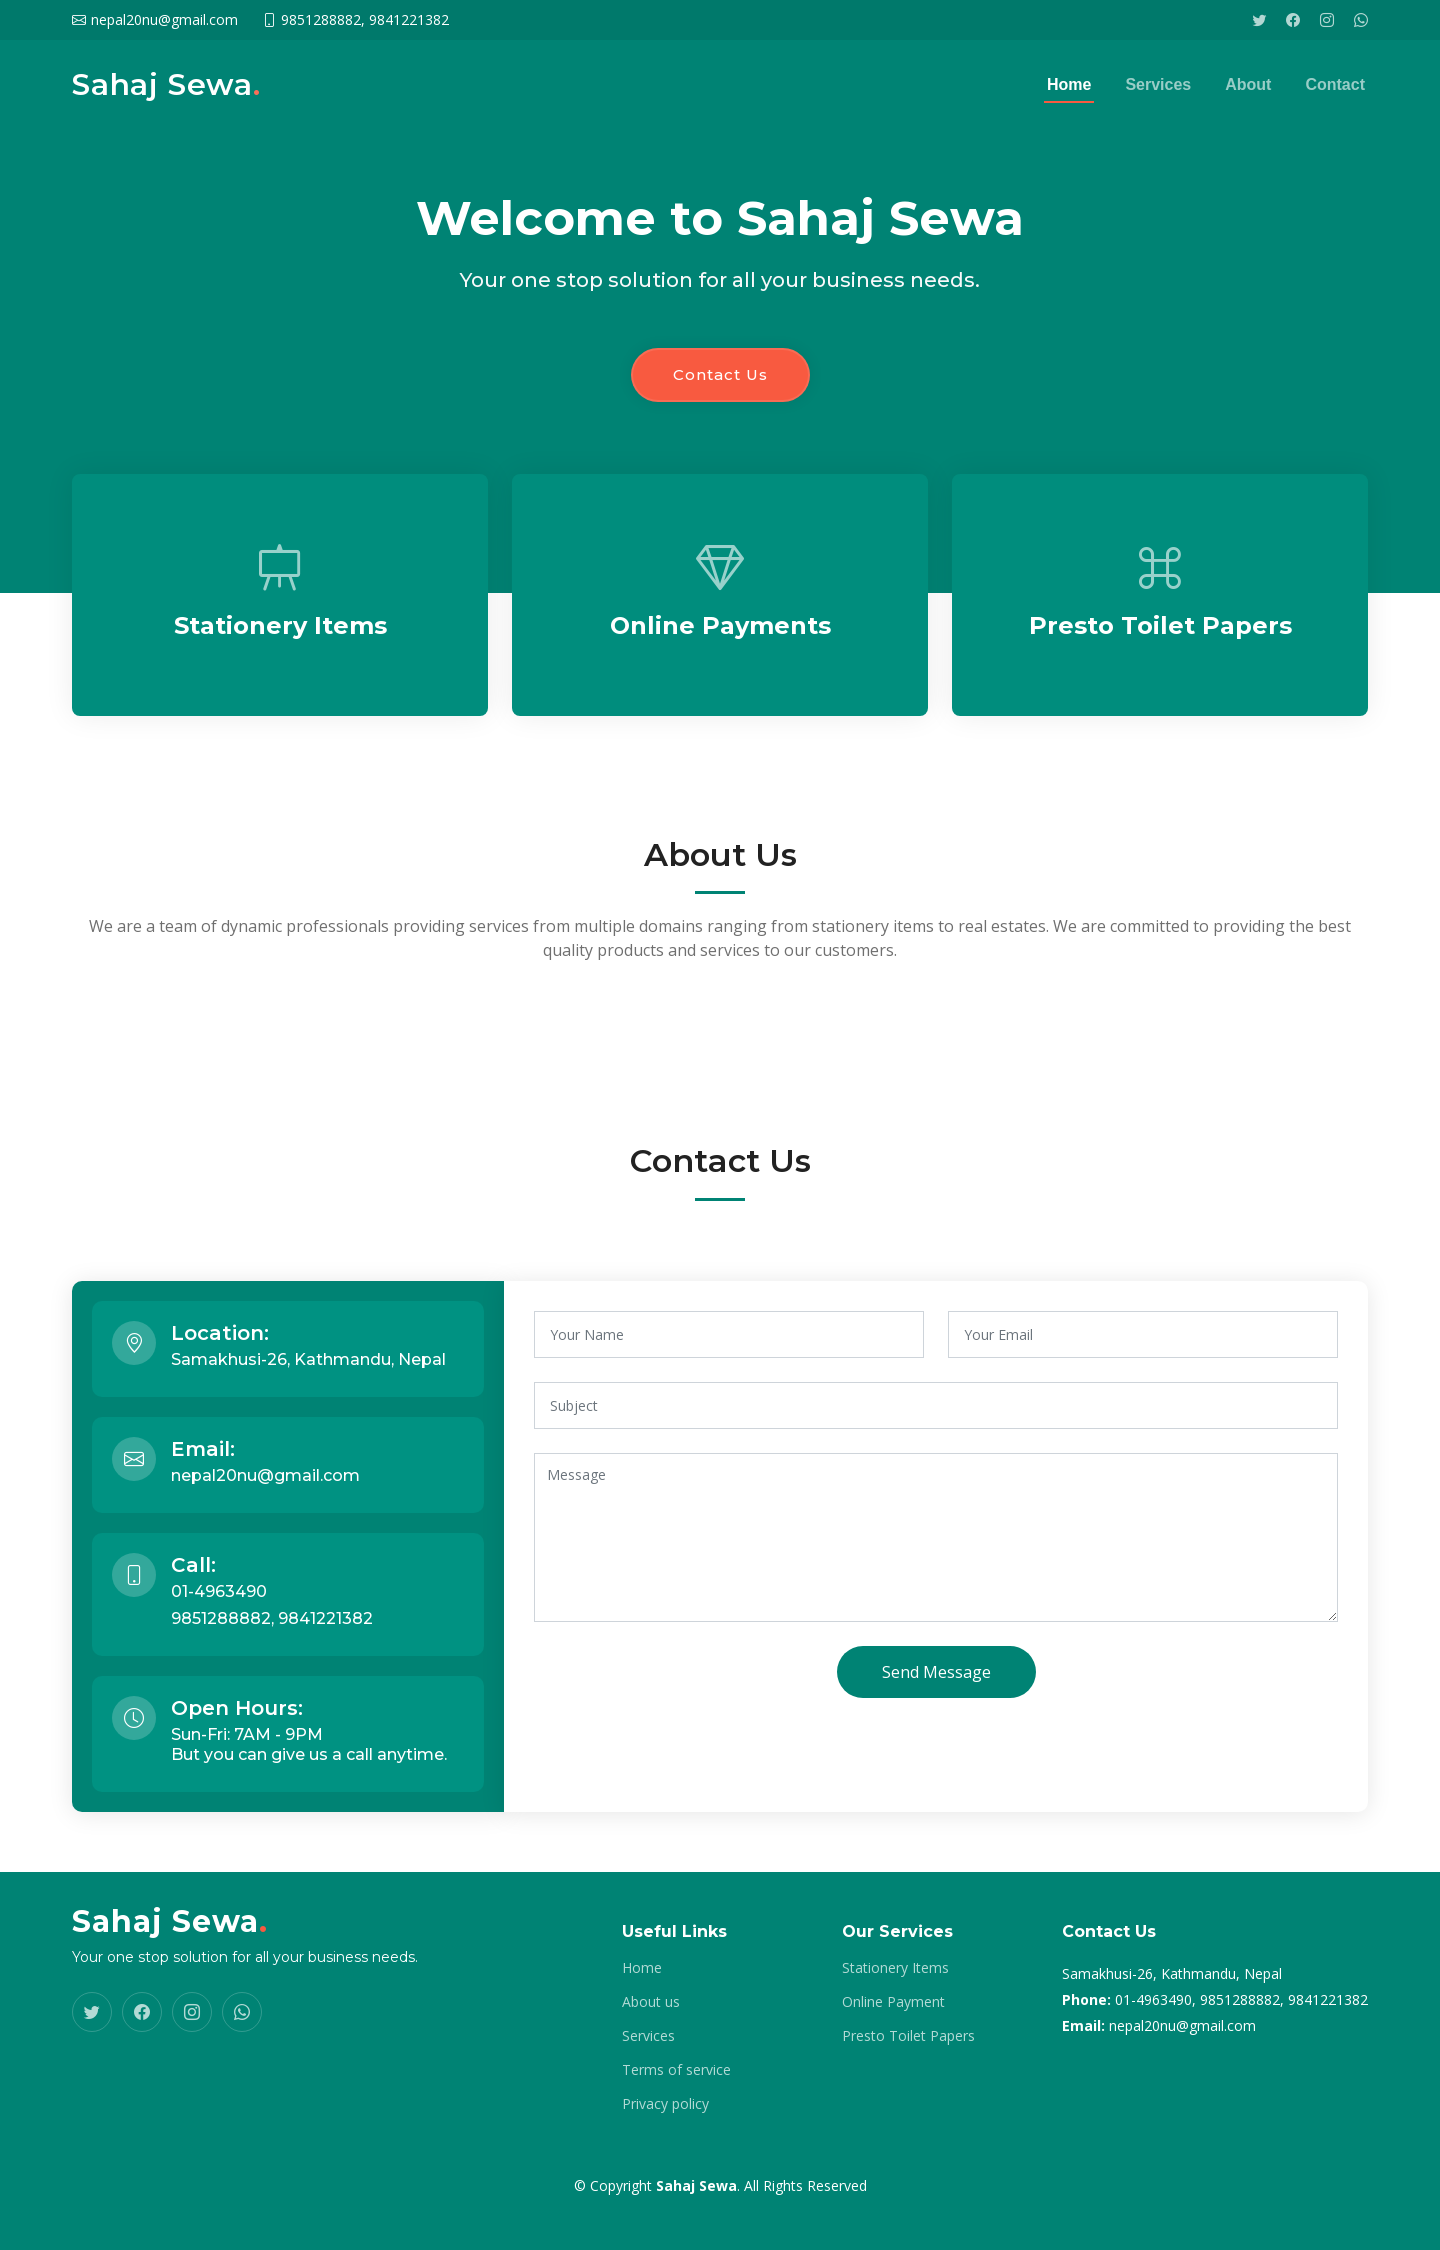 nepal20nu@gmail.com 9851288882, 9841221382
Sahaj Sewa.
Home Services About Contact
Welcome to Sahaj Sewa
Your one stop solution for all your business needs.
Contact Us
Stationery Items
Online Payments
Presto Toilet Papers
About Us
We are a team of dynamic professionals providing services from multiple domains ranging from stationery items to real estates. We are committed to providing the best
quality products and services to our customers.
Contact Us
Location:
Samakhusi-26, Kathmandu, Nepal
Email:
nepal20nu@gmail.com
Call:
01-4963490
9851288882, 9841221382
Open Hours:
Sun-Fri: 7AM - 9PM
But you can give us a call anytime.
Your Name
Your Email
Subject
Message
Send Message
Sahaj Sewa.
Your one stop solution for all your business needs.
Useful Links
Home
About us
Services
Terms of service
Privacy policy
Our Services
Stationery Items
Online Payment
Presto Toilet Papers
Contact Us
Samakhusi-26, Kathmandu, Nepal
Phone: 01-4963490, 9851288882, 9841221382
Email: nepal20nu@gmail.com
© Copyright Sahaj Sewa. All Rights Reserved